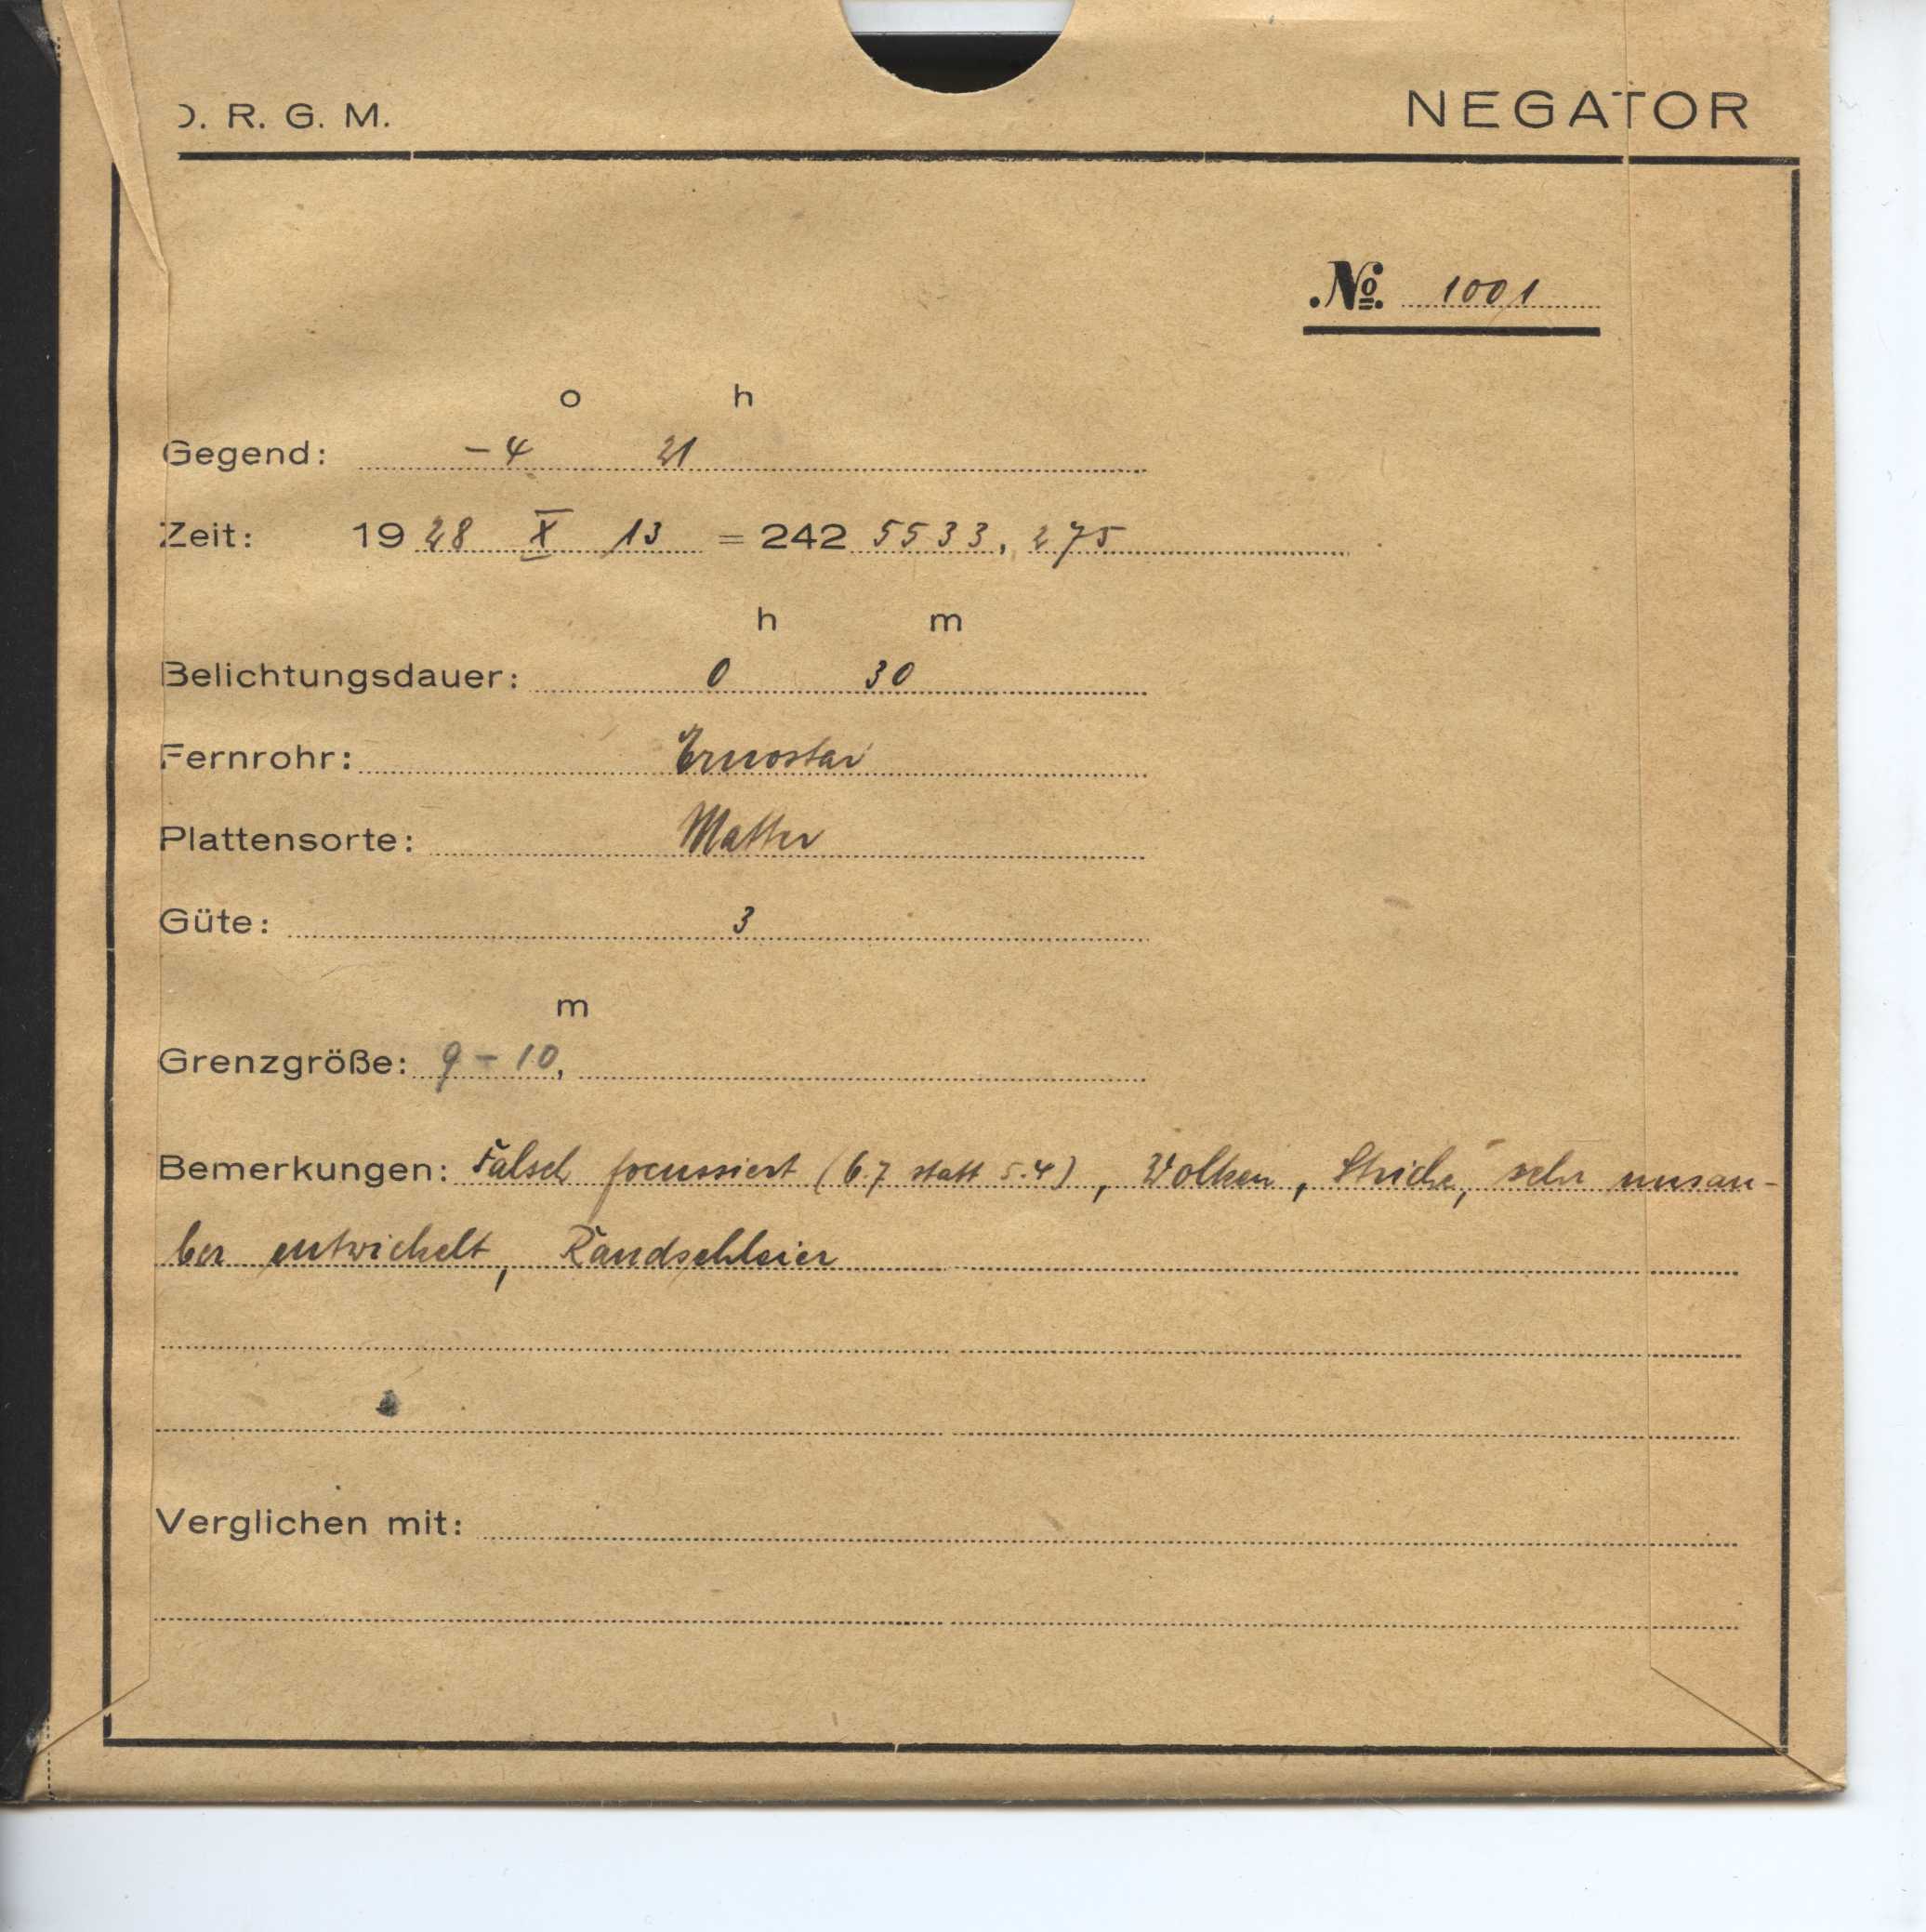 D. R. G. M. NEGATOR
No. 1001
o h
Gegend: -4 21
Zeit: 1928 X 13 = 242 5533, 275
h m
Belichtungsdauer: 0 30
Fernrohr: Ernostar
Plattensorte: Matter
Güte: 3
m
Grenzgröße: 9 - 10,
Bemerkungen: Falsch focussiert (6.7 statt 5.4), Wolken, Striche, sehr unsau-
ber entwickelt, Randschleier
Verglichen mit: